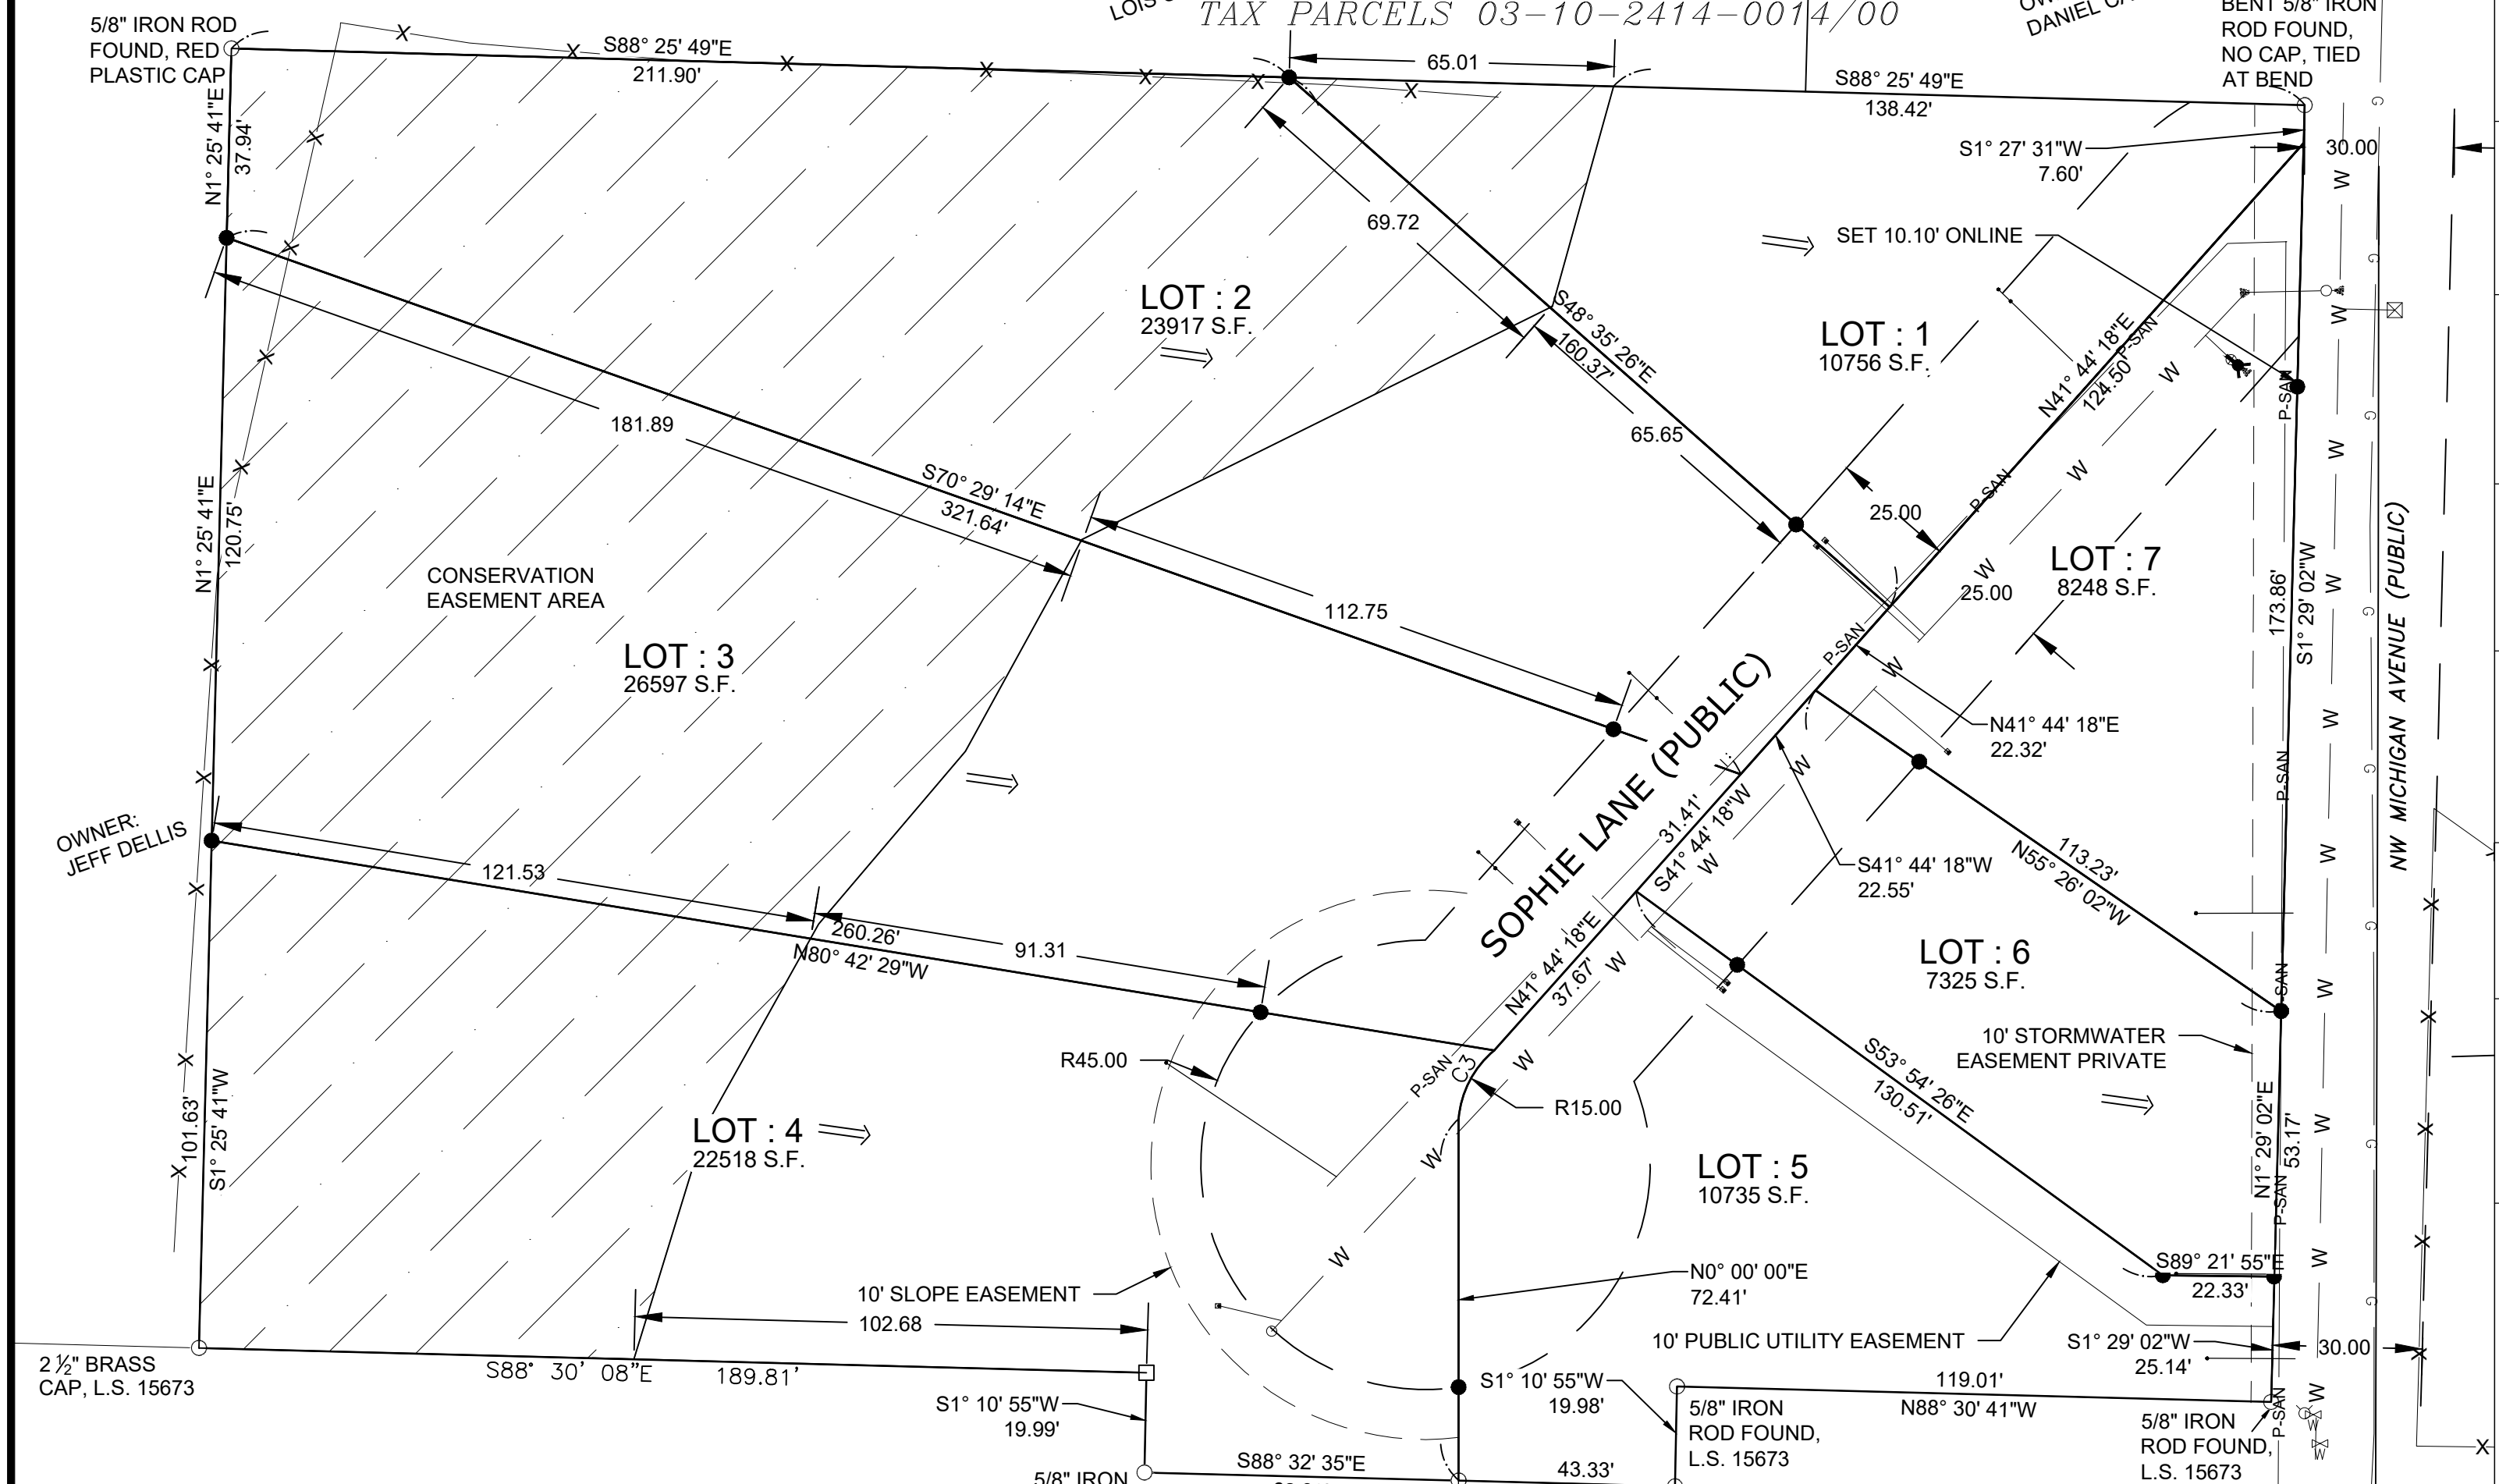 5/8" IRON ROD
FOUND, RED
PLASTIC CAP
TAX PARCELS 03-10-2414-0014/00
BENT 5/8" IRON
ROD FOUND,
NO CAP, TIED
AT BEND
S88° 25' 49"E
211.90'
65.01
S88° 25' 49"E
138.42'
N1° 25' 41"E
37.94'
S1° 27' 31"W
7.60'
30.00
69.72
SET 10.10' ONLINE
LOT : 2
23917 S.F.
S48° 35' 26"E
160.37'
LOT : 1
10756 S.F.
N41° 44' 18"E
124.50'
P-SAN
P-SAN
181.89
65.65
S70° 29' 14"E
321.64'
25.00
P-SAN
N1° 25' 41"E
120.75'
CONSERVATION
EASEMENT AREA
LOT : 7
8248 S.F.
25.00
173.86'
S1° 29' 02"W
NW MICHIGAN AVENUE (PUBLIC)
112.75
LOT : 3
26597 S.F.
P-SAN
SOPHIE LANE (PUBLIC)
N41° 44' 18"E
22.32'
P-SAN
31.41'
S41° 44' 18"W
S41° 44' 18"W
22.55'
113.23'
N55° 26' 02"W
OWNER:
JEFF DELLIS
121.53
260.26'
N80° 42' 29"W
91.31
N41° 44' 18"E
37.67'
LOT : 6
7325 S.F.
10' STORMWATER
EASEMENT PRIVATE
R45.00
P-SAN
C3
R15.00
S53° 54' 26"E
130.51'
101.63'
S1° 25' 41"W
LOT : 4
22518 S.F.
LOT : 5
10735 S.F.
N1° 29' 02"E
53.17'
P-SAN
N0° 00' 00"E
72.41'
S89° 21' 55"E
22.33'
10' SLOPE EASEMENT
102.68
10' PUBLIC UTILITY EASEMENT
S1° 29' 02"W
25.14'
30.00
2 ½" BRASS
CAP, L.S. 15673
S88° 30' 08"E
189.81'
S1° 10' 55"W
19.99'
S1° 10' 55"W
19.98'
119.01'
N88° 30' 41"W
5/8" IRON
ROD FOUND,
L.S. 15673
5/8" IRON
ROD FOUND,
L.S. 15673
P-SAN
5/8" IRON
S88° 32' 35"E
43.33'